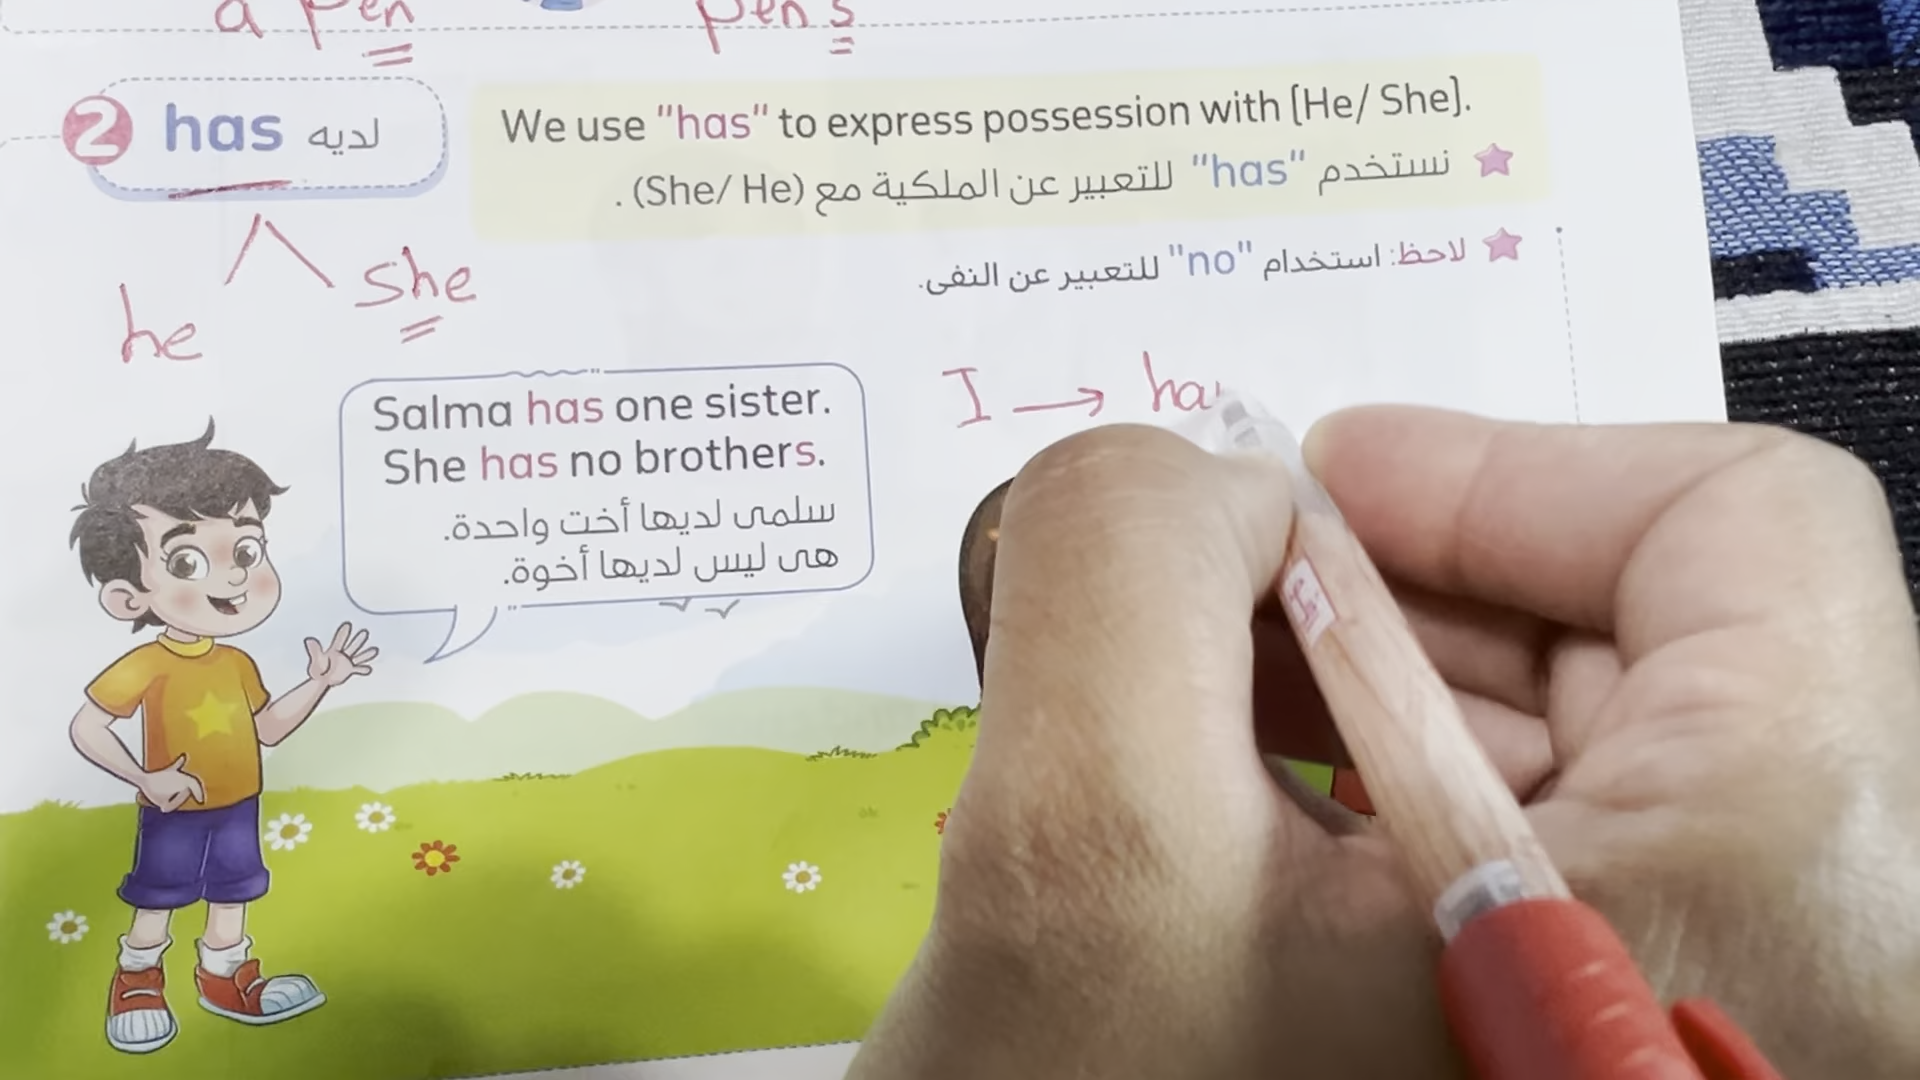 a pen pens
2 has لديه
We use "has" to express possession with (He/ She).
نستخدم "has" للتعبير عن الملكية مع (She/ He) .
لاحظ: استخدام "no" للتعبير عن النفى.
he she
I → ha
Salma has one sister.
She has no brothers.
سلمى لديها أخت واحدة.
هى ليس لديها أخوة.